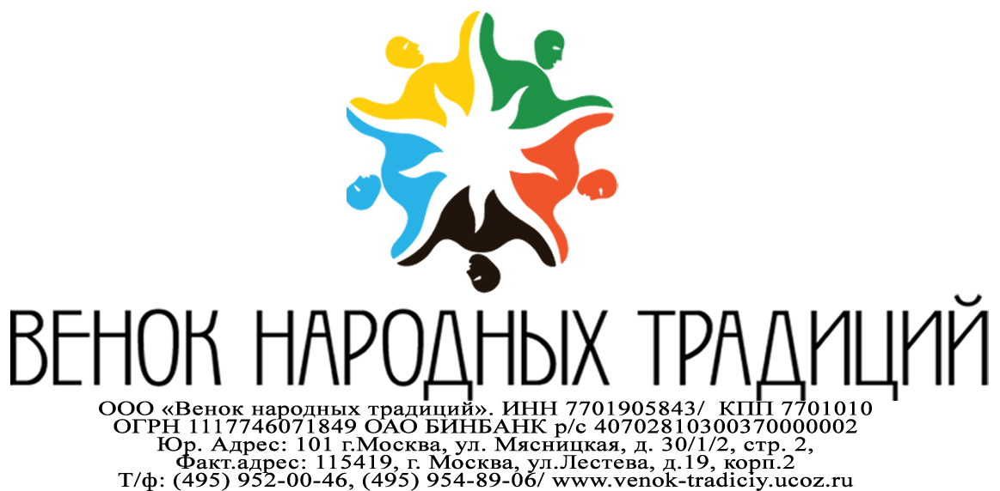 ВЕНОК НАРОДНЫХ ТРАДИЦИЙ
ООО «Венок народных традиций». ИНН 7701905843/ КПП 7701010
ОГРН 1117746071849 ОАО БИНБАНК р/с 40702810300370000002
Юр. Адрес: 101 г.Москва, ул. Мясницкая, д. 30/1/2, стр. 2,
Факт.адрес: 115419, г. Москва, ул.Лестева, д.19, корп.2
Т/ф: (495) 952-00-46, (495) 954-89-06/ www.venok-tradiciy.ucoz.ru